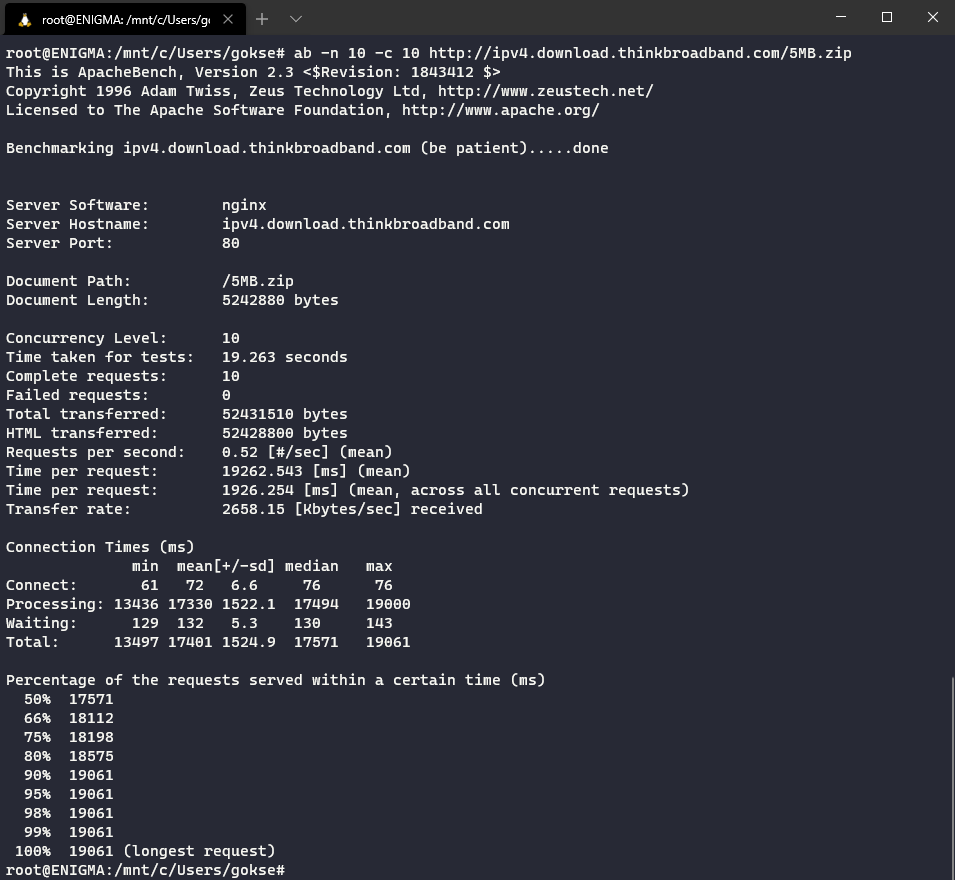 root@ENIGMA: /mnt/c/Users/g
root@ENIGMA:/mnt/c/Users/gokse# ab -n 10 -c 10 http://ipv4.download.thinkbroadband.com/5MB.zip
This is ApacheBench, Version 2.3 <$Revision: 1843412 $>
Copyright 1996 Adam Twiss, Zeus Technology Ltd, http://www.zeustech.net/
Licensed to The Apache Software Foundation, http://www.apache.org/

Benchmarking ipv4.download.thinkbroadband.com (be patient).....done


Server Software:        nginx
Server Hostname:        ipv4.download.thinkbroadband.com
Server Port:            80

Document Path:          /5MB.zip
Document Length:        5242880 bytes

Concurrency Level:      10
Time taken for tests:   19.263 seconds
Complete requests:      10
Failed requests:        0
Total transferred:      52431510 bytes
HTML transferred:       52428800 bytes
Requests per second:    0.52 [#/sec] (mean)
Time per request:       19262.543 [ms] (mean)
Time per request:       1926.254 [ms] (mean, across all concurrent requests)
Transfer rate:          2658.15 [Kbytes/sec] received

Connection Times (ms)
              min  mean[+/-sd] median   max
Connect:       61   72   6.6     76      76
Processing: 13436 17330 1522.1  17494   19000
Waiting:      129  132   5.3    130     143
Total:      13497 17401 1524.9  17571   19061

Percentage of the requests served within a certain time (ms)
  50%  17571
  66%  18112
  75%  18198
  80%  18575
  90%  19061
  95%  19061
  98%  19061
  99%  19061
 100%  19061 (longest request)
root@ENIGMA:/mnt/c/Users/gokse#